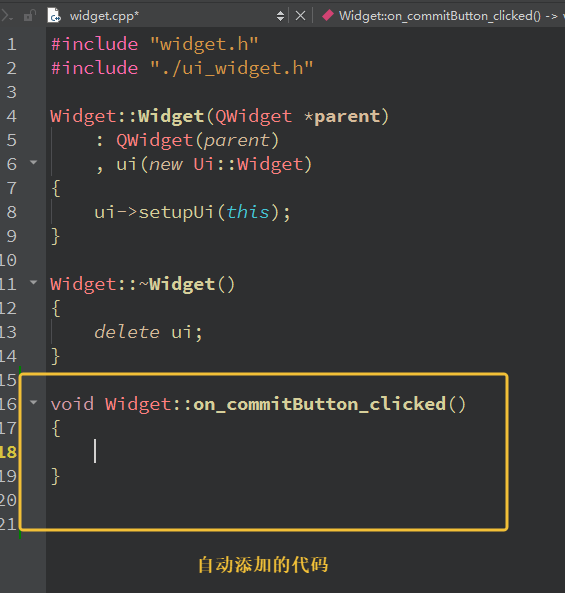 widget.cpp*
Widget::on_commitButton_clicked() ->
1 #include "widget.h"
2 #include "./ui_widget.h"
3
4 Widget::Widget(QWidget *parent)
5     : QWidget(parent)
6     , ui(new Ui::Widget)
7 {
8     ui->setupUi(this);
9 }
10
11 Widget::~Widget()
12 {
13     delete ui;
14 }
15
16 void Widget::on_commitButton_clicked()
17 {
18
19 }
20
21
自动添加的代码